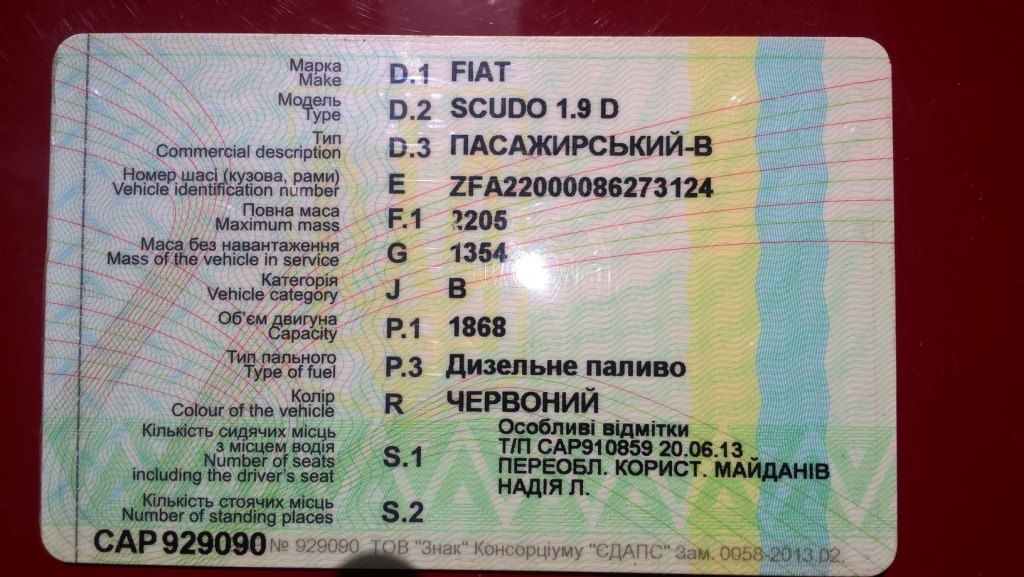 Марка
Make D.1 FIAT
Модель
Type D.2 SCUDO 1.9 D
Тип
Commercial description D.3 ПАСАЖИРСЬКИЙ-В
Номер шасі (кузова, рами)
Vehicle identification number E ZFA22000086273124
Повна маса
Maximum mass F.1 2205
Маса без навантаження
Mass of the vehicle in service G 1354
Категорія
Vehicle category J B
Об'єм двигуна
Capacity P.1 1868
Тип пального
Type of fuel P.3 Дизельне паливо
Колір
Colour of the vehicle R ЧЕРВОНИЙ
Кількість сидячих місць
з місцем водія
Number of seats
including the driver's seat S.1
Особливі відмітки
Т/П САР910859 20.06.13
ПЕРЕОБЛ. КОРИСТ. МАЙДАНІВ
НАДІЯ Л.
Кількість стоячих місць
Number of standing places S.2
САР 929090 № 929090 ТОВ "Знак" Консорціуму "ЄДАПС" Зам. 0058-2013.02.